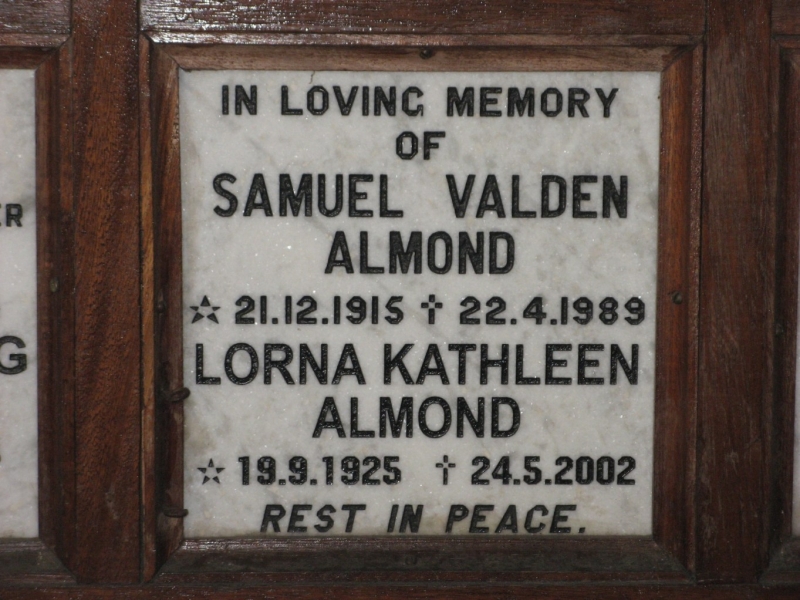 IN LOVING MEMORY
OF
SAMUEL VALDEN
ALMOND
☆ 21.12.1915 † 22.4.1989
LORNA KATHLEEN
ALMOND
☆ 19.9.1925 † 24.5.2002
REST IN PEACE.